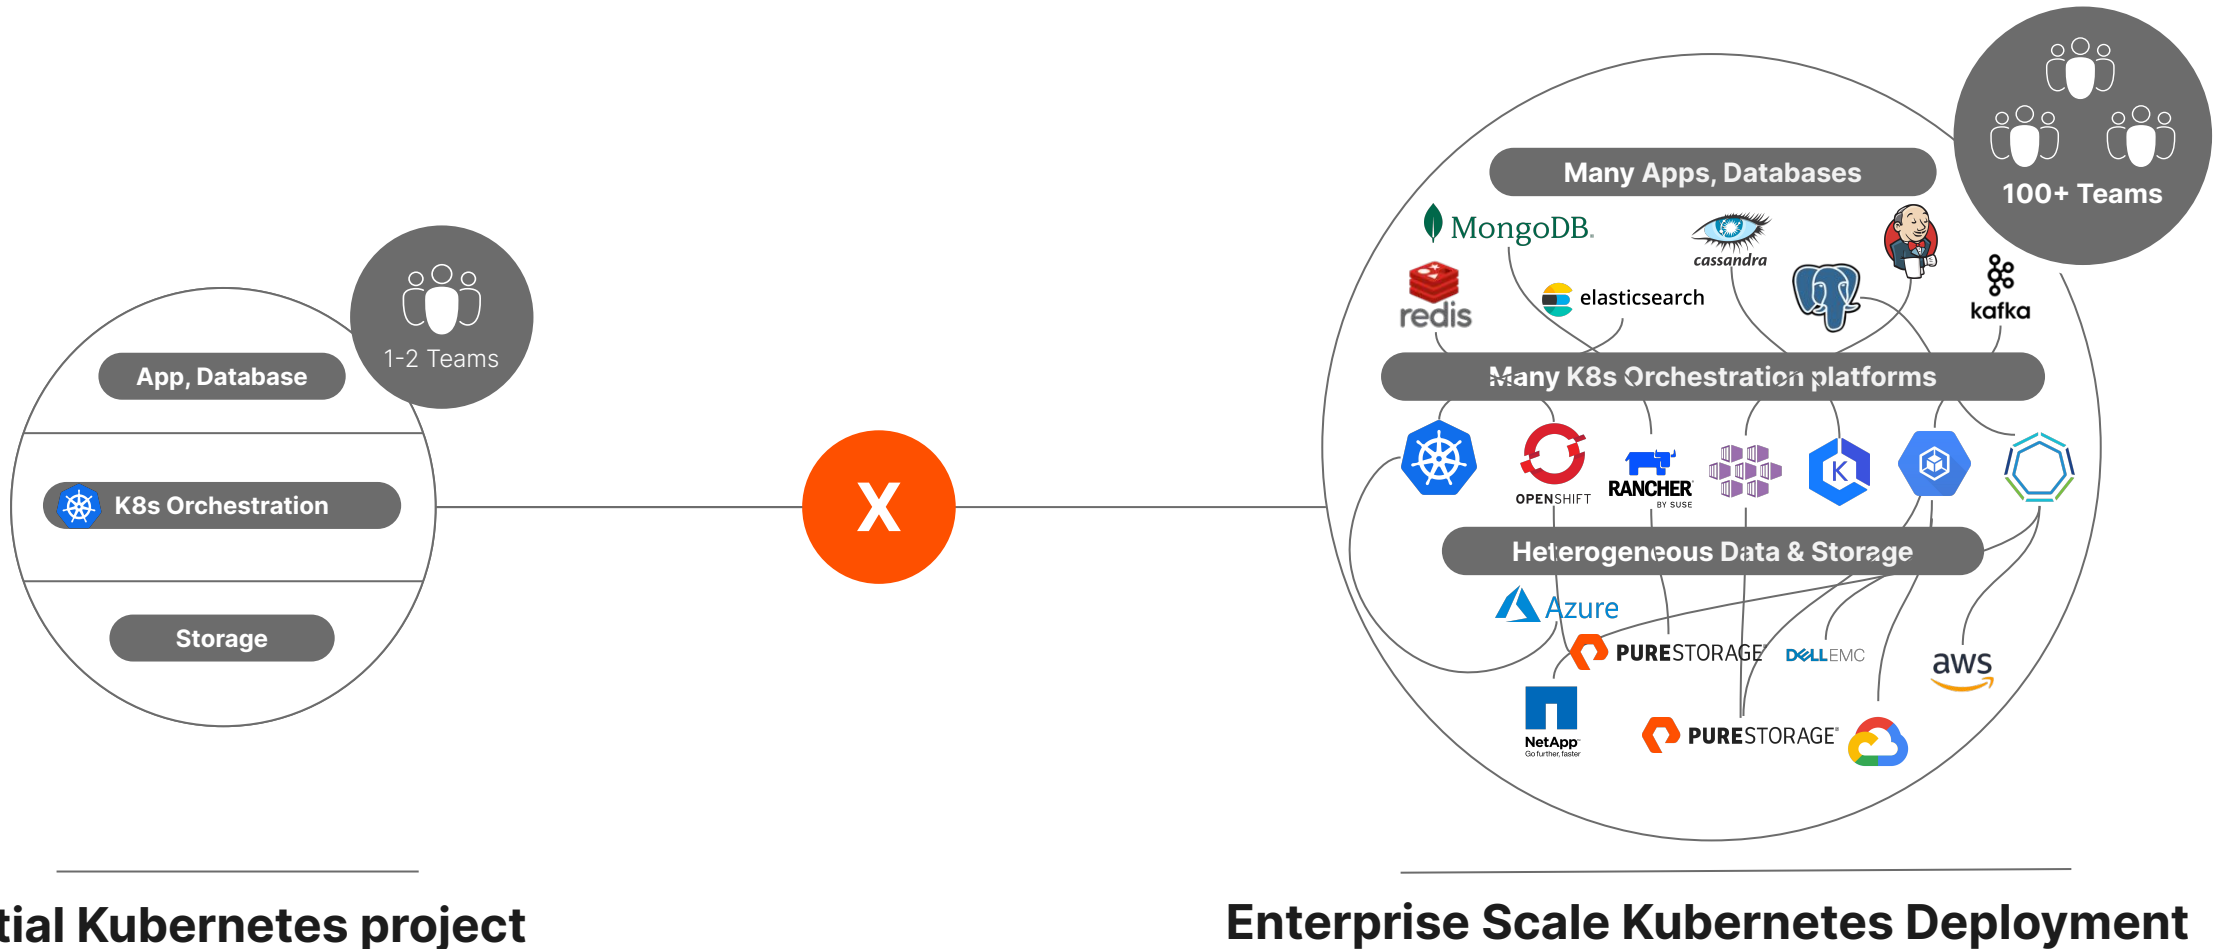 1-2 Teams
App, Database
K8s Orchestration
Storage
tial Kubernetes project
X
100+ Teams
Many Apps, Databases
MongoDB.
cassandra
redis
elasticsearch
kafka
Many K8s Orchestration platforms
OPENSHIFT
RANCHER
BY SUSE
K
Heterogeneous Data & Storage
Azure
PURESTORAGE
DELLEMC
aws
NetApp
Go further, faster
PURESTORAGE®
Enterprise Scale Kubernetes Deployment